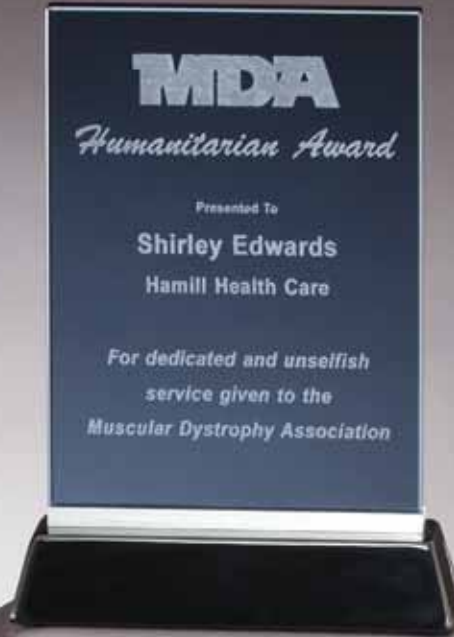 MDA
Humanitarian Award
Presented To
Shirley Edwards
Hamill Health Care
For dedicated and unselfish
service given to the
Muscular Dystrophy Association